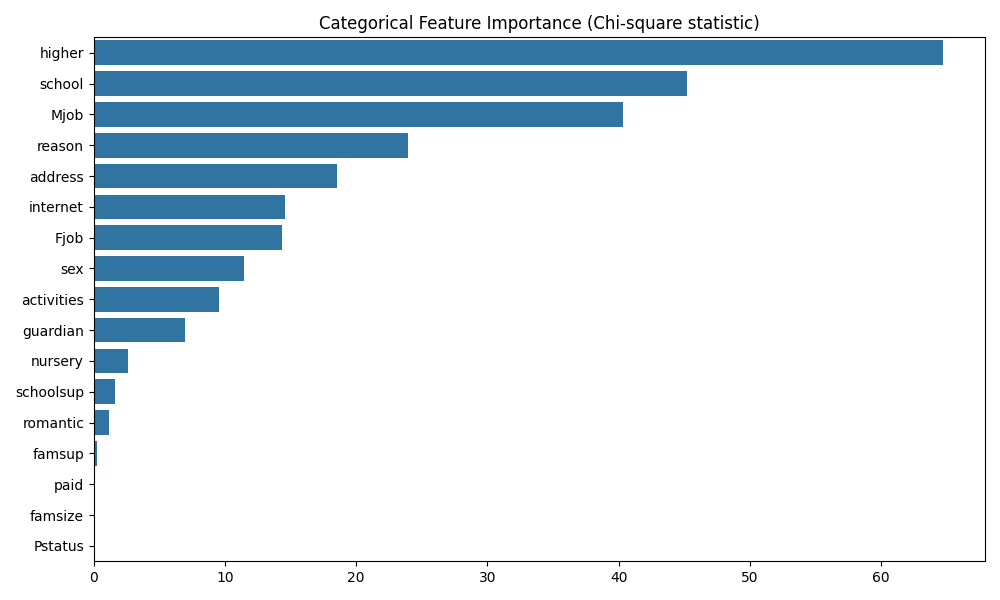 Categorical Feature Importance (Chi-square statistic)
higher
school
Mjob
reason
address
internet
Fjob
sex
activities
guardian
nursery
schoolsup
romantic
famsup
paid
famsize
Pstatus
0 10 20 30 40 50 60